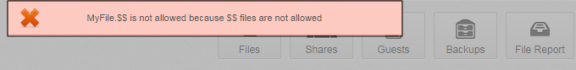 MyFile.$$ is not allowed because $$ files are not allowed
Files Shares Guests Backups File Report